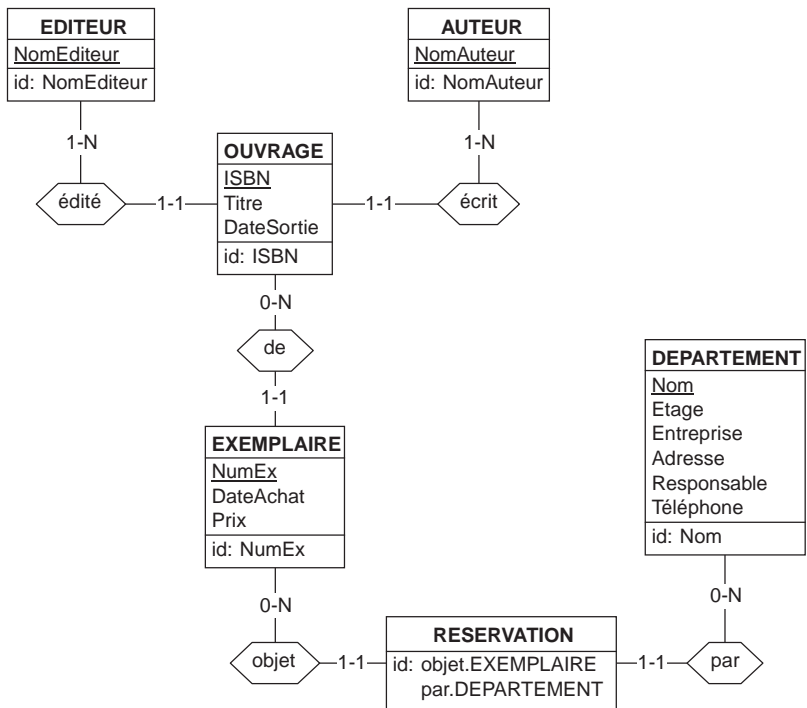 EDITEUR
NomEditeur
id: NomEditeur
AUTEUR
NomAuteur
id: NomAuteur
1-N
1-N
OUVRAGE
ISBN
Titre
DateSortie
id: ISBN
édité
1-1
1-1
écrit
0-N
de
1-1
DEPARTEMENT
Nom
Etage
Entreprise
Adresse
Responsable
Téléphone
id: Nom
EXEMPLAIRE
NumEx
DateAchat
Prix
id: NumEx
0-N
0-N
RESERVATION
id: objet.EXEMPLAIRE
par.DEPARTEMENT
objet
1-1
1-1
par